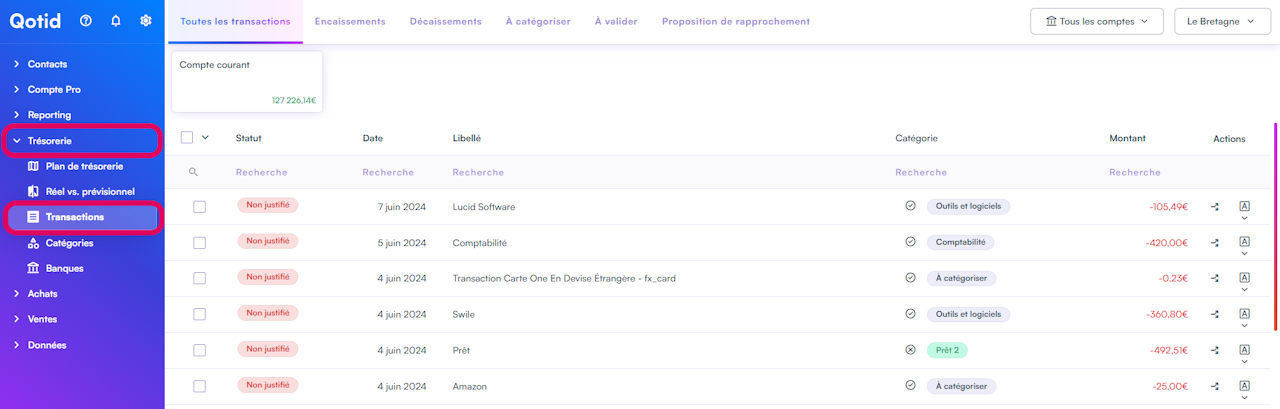 Qotid
Toutes les transactions Encaissements Décaissements À catégoriser À valider Proposition de rapprochement Tous les comptes Le Bretagne
Contacts
Compte Pro
Reporting
Trésorerie
Plan de trésorerie
Réel vs. prévisionnel
Transactions
Catégories
Banques
Achats
Ventes
Données
Compte courant
127 226,14€
Statut Date Libellé Catégorie Montant Actions
Recherche Recherche Recherche Recherche Recherche
Non justifié 7 juin 2024 Lucid Software Outils et logiciels -105,49€ A
Non justifié 5 juin 2024 Comptabilité Comptabilité -420,00€ A
Non justifié 4 juin 2024 Transaction Carte One En Devise Étrangère - fx_card À catégoriser -0,23€ A
Non justifié 4 juin 2024 Swile Outils et logiciels -360,80€ A
Non justifié 4 juin 2024 Prêt Prêt 2 -492,51€ A
Non justifié 4 juin 2024 Amazon À catégoriser -25,00€ A